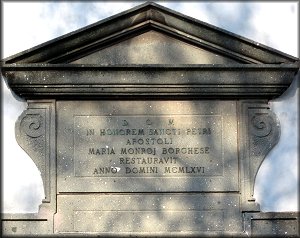 D O M
IN HONOREM SANCTI PETRI
APOSTOLI
MARIA MONROJ BORGHESE
RESTAURAVIT
ANNO DOMINI MCMLXVI